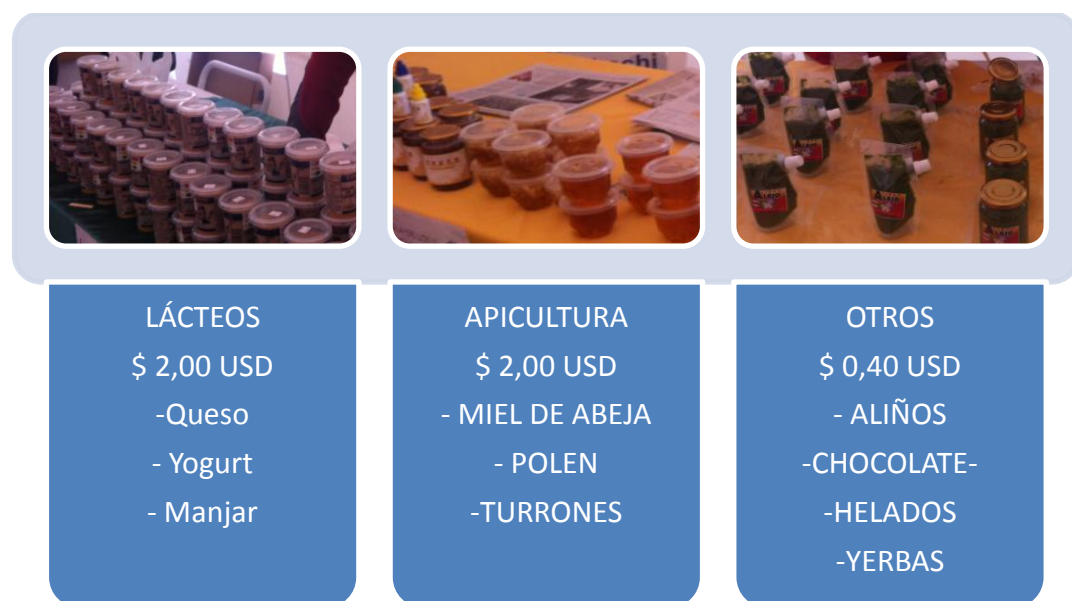 LÁCTEOS
$ 2,00 USD
-Queso
- Yogurt
- Manjar
APICULTURA
$ 2,00 USD
- MIEL DE ABEJA
- POLEN
-TURRONES
OTROS
$ 0,40 USD
- ALIÑOS
-CHOCOLATE-
-HELADOS
-YERBAS